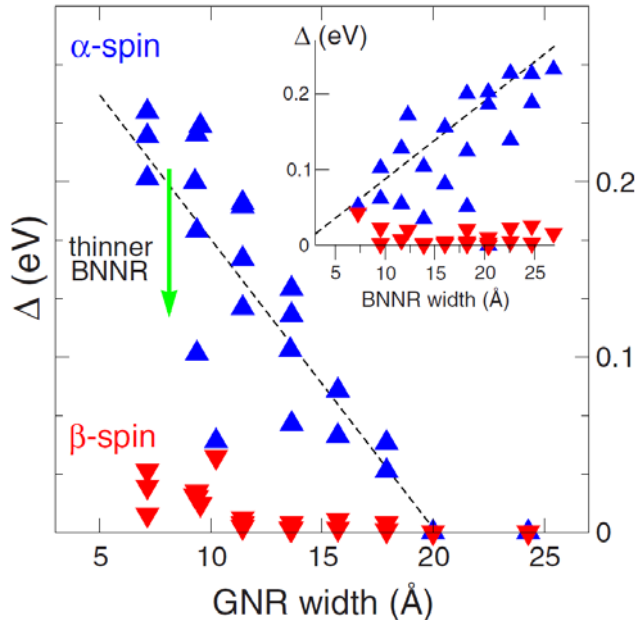 α-spin
Δ (eV)
0.2
0.1
0
5 10 15 20 25
BNNR width (Å)
thinner
BNNR
Δ (eV)
β-spin
0.2
0.1
0
5 10 15 20 25
GNR width (Å)